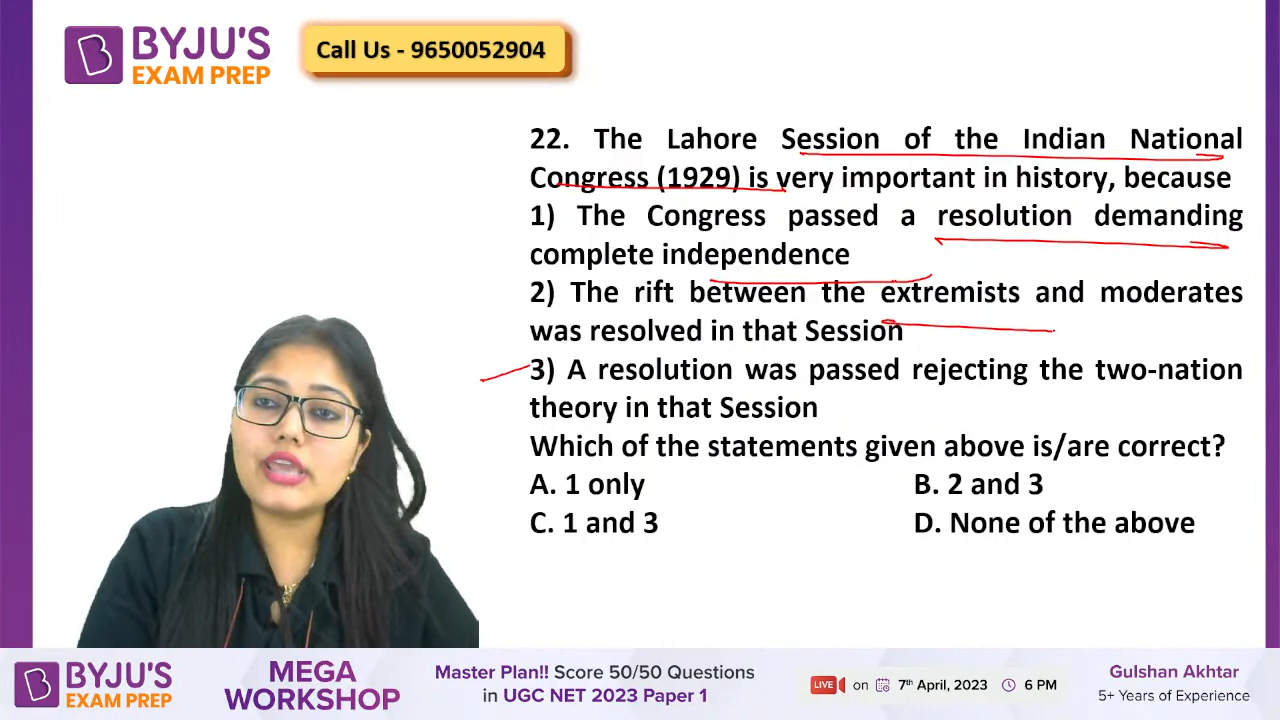 BYJU'S
EXAM PREP
Call Us - 9650052904
22. The Lahore Session of the Indian National
Congress (1929) is very important in history, because
1) The Congress passed a resolution demanding
complete independence
2) The rift between the extremists and moderates
was resolved in that Session
3) A resolution was passed rejecting the two-nation
theory in that Session
Which of the statements given above is/are correct?
A. 1 only B. 2 and 3
C. 1 and 3 D. None of the above
BYJU'S
EXAM PREP
MEGA
WORKSHOP
Master Plan!! Score 50/50 Questions
in UGC NET 2023 Paper 1
LIVE on 7th April, 2023 6 PM
Gulshan Akhtar
5+ Years of Experience